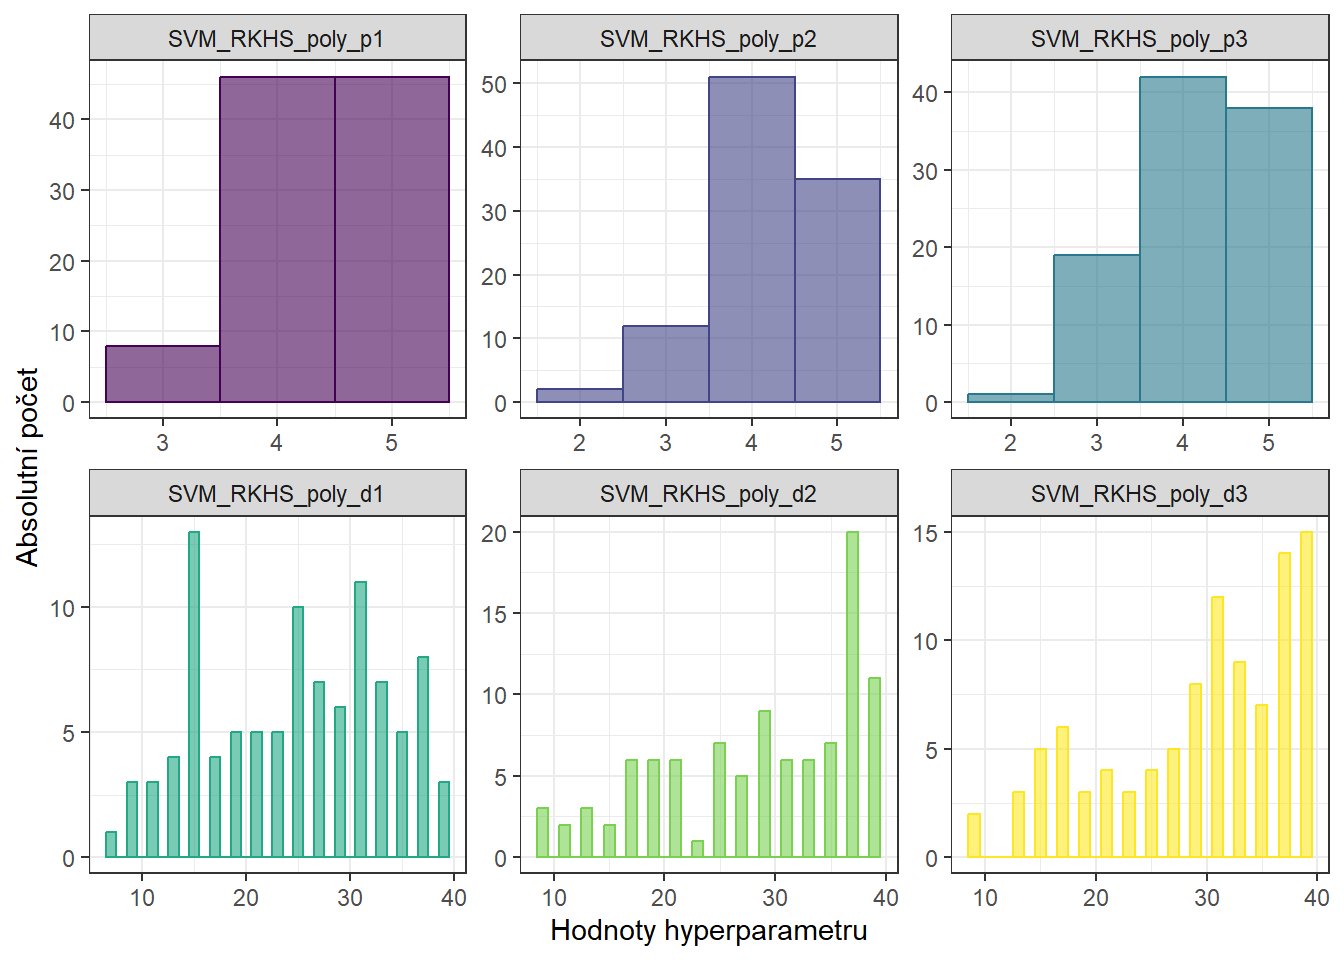 SVM_RKHS_poly_p1
SVM_RKHS_poly_p2
SVM_RKHS_poly_p3
40
30
20
10
0
3 4 5
50
40
30
20
10
0
2 3 4 5
40
30
20
10
0
2 3 4 5
Absolutní počet
SVM_RKHS_poly_d1
SVM_RKHS_poly_d2
SVM_RKHS_poly_d3
10
5
0
10 20 30 40
20
15
10
5
0
10 20 30 40
15
10
5
0
10 20 30 40
Hodnoty hyperparametru